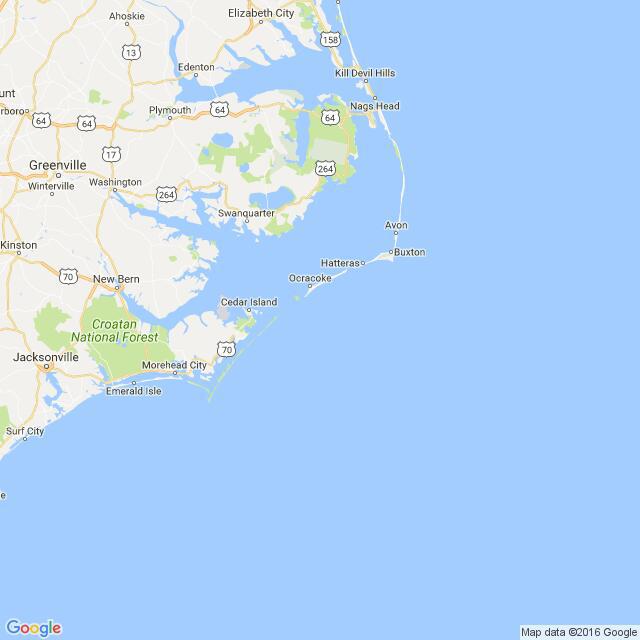 Ahoskie
Elizabeth City
158
13
Kill Devil Hills
Edenton
Nags Head
Plymouth
64
64
64
64
17
Greenville
264
Winterville
Washington
264
Swanquarter
Avon
Kinston
Buxton
Hatteras
70
New Bern
Ocracoke
Cedar Island
Croatan
National Forest
70
Jacksonville
Morehead City
Emerald Isle
Surf City
Google
Map data ©2016 Google